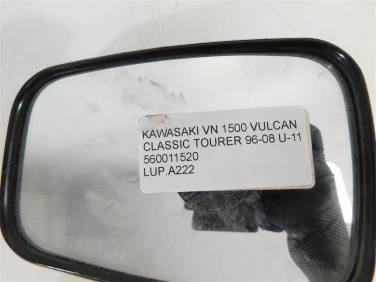 KAWASAKI VN 1500 VULCAN
CLASSIC TOURER 96-08 U-11
560011520
LUP.A222